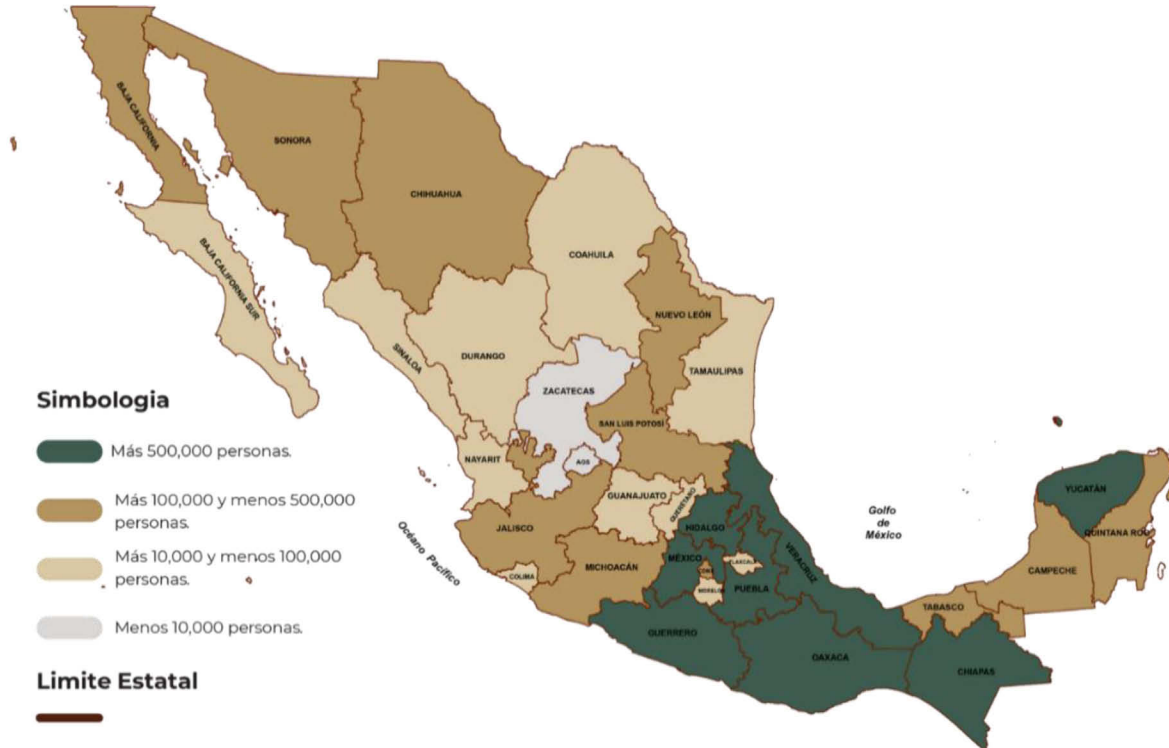 BAJA CALIFORNIA
SONORA
CHIHUAHUA
COAHUILA
BAJA CALIFORNIA SUR
NUEVO LEÓN
SINALOA
DURANGO
TAMAULIPAS
ZACATECAS
SAN LUIS POTOSÍ
NAYARIT
AGS
GUANAJUATO
QUERÉTARO
HIDALGO
JALISCO
MÉXICO
CDMX
TLAXCALA
VERACRUZ
COLIMA
MICHOACÁN
MORELOS
PUEBLA
GUERRERO
OAXACA
TABASCO
CHIAPAS
CAMPECHE
YUCATÁN
QUINTANA ROO
Océano Pacífico
Golfo
de
México
Simbologia
Más 500,000 personas.
Más 100,000 y menos 500,000
personas.
Más 10,000 y menos 100,000
personas.
Menos 10,000 personas.
Limite Estatal